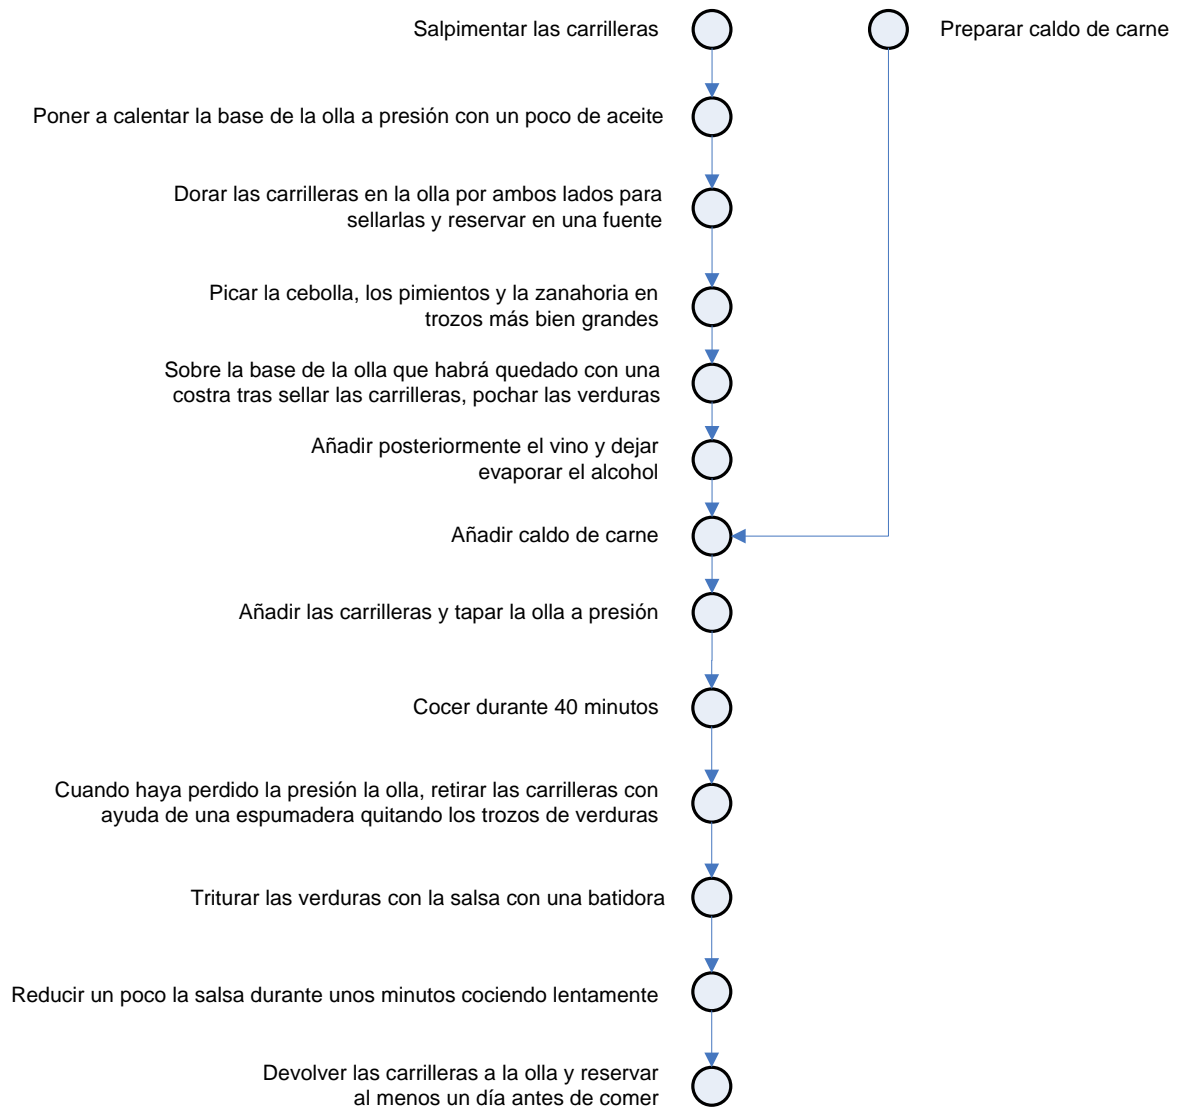 Salpimentar las carrilleras
Preparar caldo de carne
Poner a calentar la base de la olla a presión con un poco de aceite
Dorar las carrilleras en la olla por ambos lados para
sellarlas y reservar en una fuente
Picar la cebolla, los pimientos y la zanahoria en
trozos más bien grandes
Sobre la base de la olla que habrá quedado con una
costra tras sellar las carrilleras, pochar las verduras
Añadir posteriormente el vino y dejar
evaporar el alcohol
Añadir caldo de carne
Añadir las carrilleras y tapar la olla a presión
Cocer durante 40 minutos
Cuando haya perdido la presión la olla, retirar las carrilleras con
ayuda de una espumadera quitando los trozos de verduras
Triturar las verduras con la salsa con una batidora
Reducir un poco la salsa durante unos minutos cociendo lentamente
Devolver las carrilleras a la olla y reservar
al menos un día antes de comer